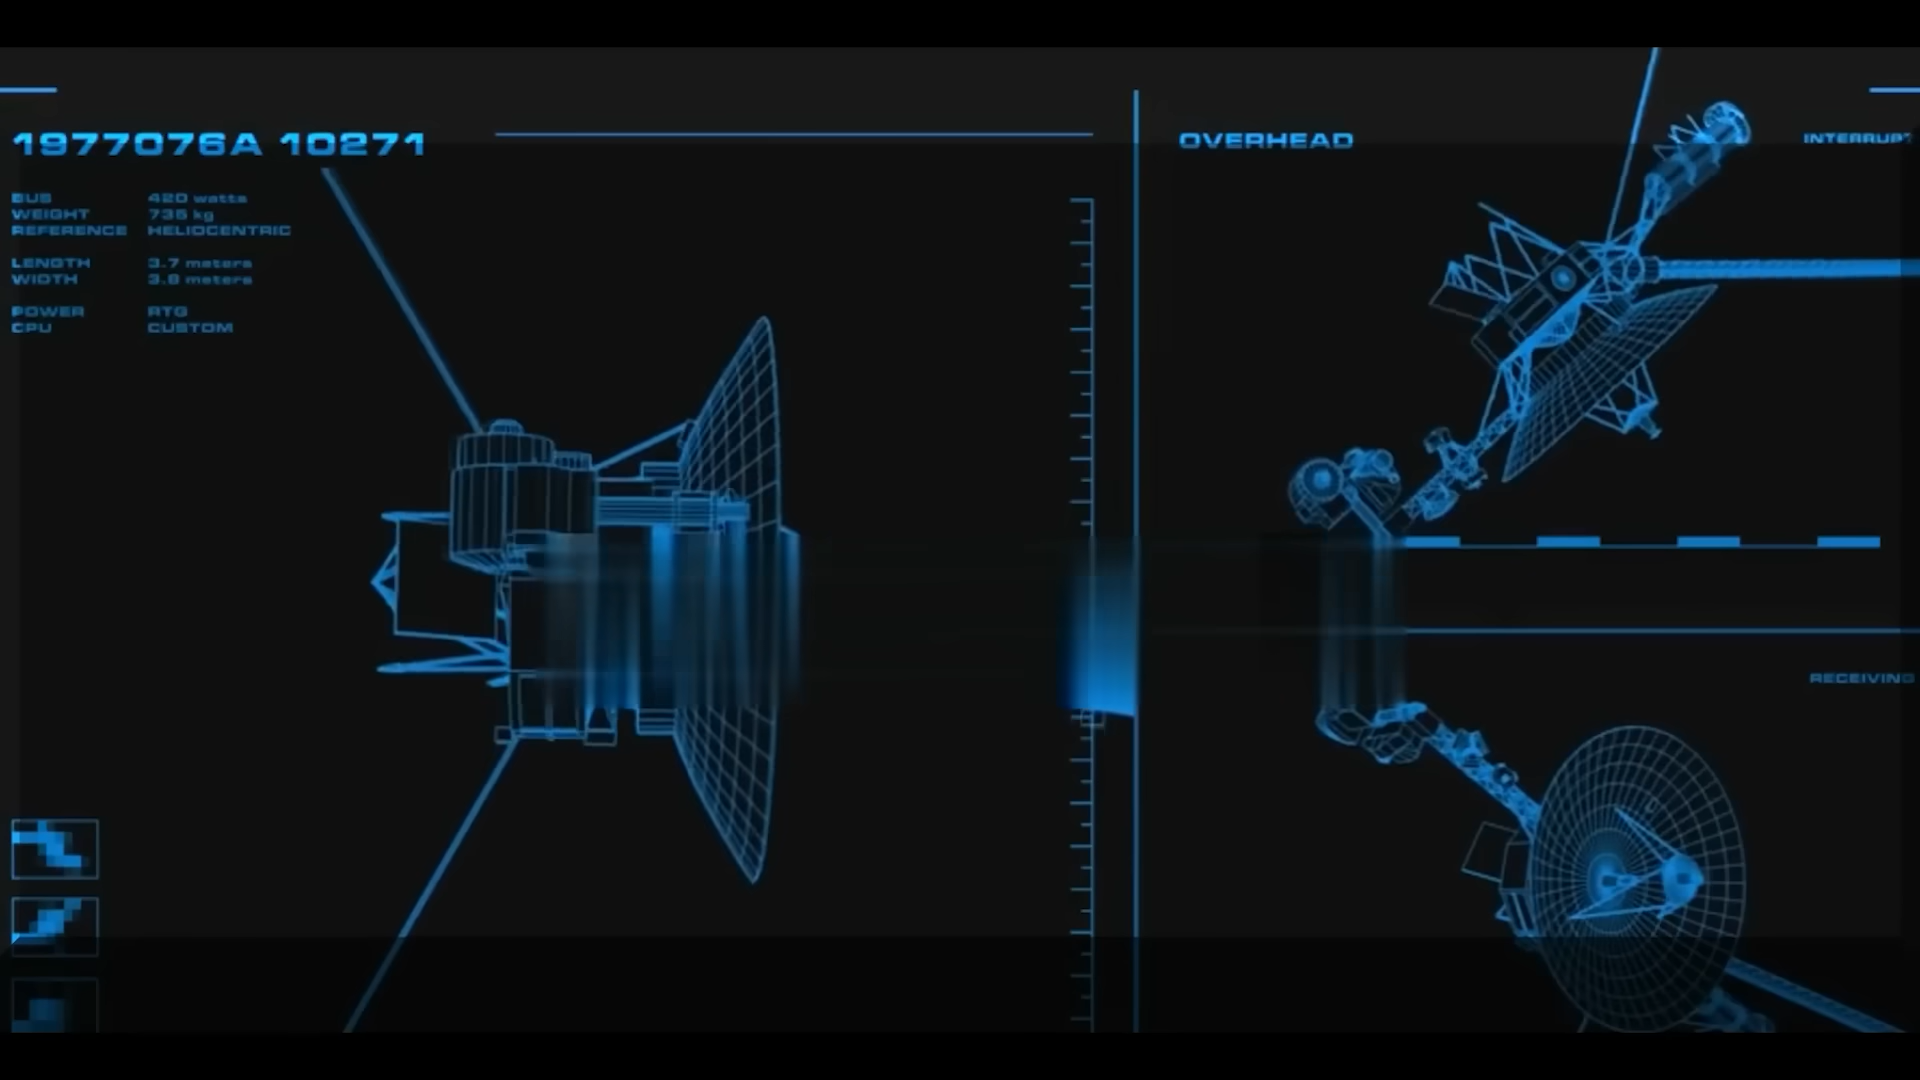 1977076A 10271
BUS 420 watts
WEIGHT 735 kg
REFERENCE HELIOCENTRIC
LENGTH 3.7 meters
WIDTH 3.8 meters
POWER RTG
CPU CUSTOM
OVERHEAD
INTERRUPT
RECEIVING